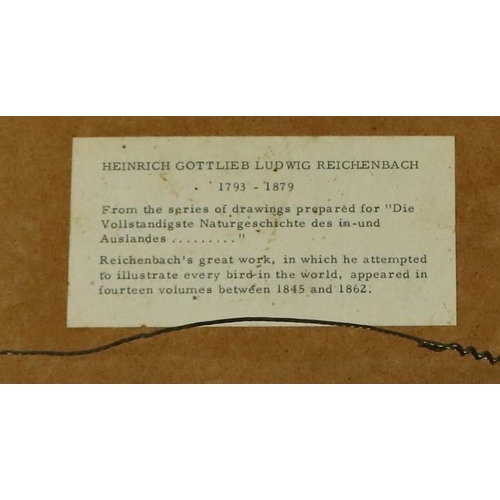 HEINRICH GOTTLIEB LUDWIG REICHENBACH
1793 - 1879
From the series of drawings prepared for "Die
Vollstandigste Naturgeschichte des in-und
Auslandes ........."
Reichenbach's great work, in which he attempted
to illustrate every bird in the world, appeared in
fourteen volumes between 1845 and 1862.